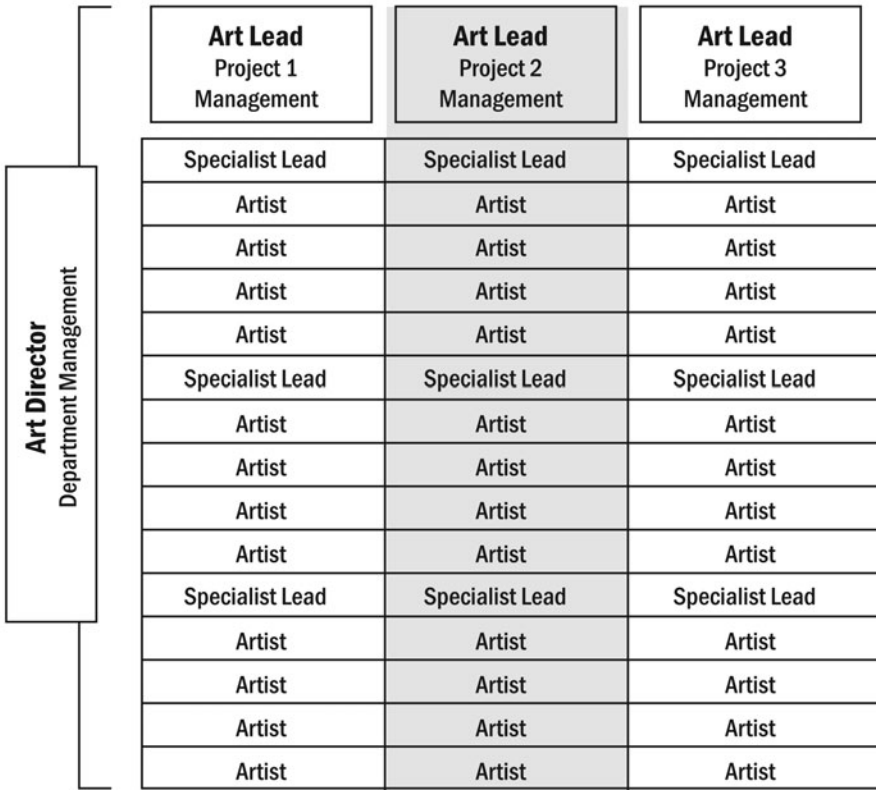 Art Director
Department Management
Art Lead
Project 1
Management
Art Lead
Project 2
Management
Art Lead
Project 3
Management
Specialist Lead Specialist Lead Specialist Lead
Artist Artist Artist
Artist Artist Artist
Artist Artist Artist
Artist Artist Artist
Specialist Lead Specialist Lead Specialist Lead
Artist Artist Artist
Artist Artist Artist
Artist Artist Artist
Artist Artist Artist
Specialist Lead Specialist Lead Specialist Lead
Artist Artist Artist
Artist Artist Artist
Artist Artist Artist
Artist Artist Artist